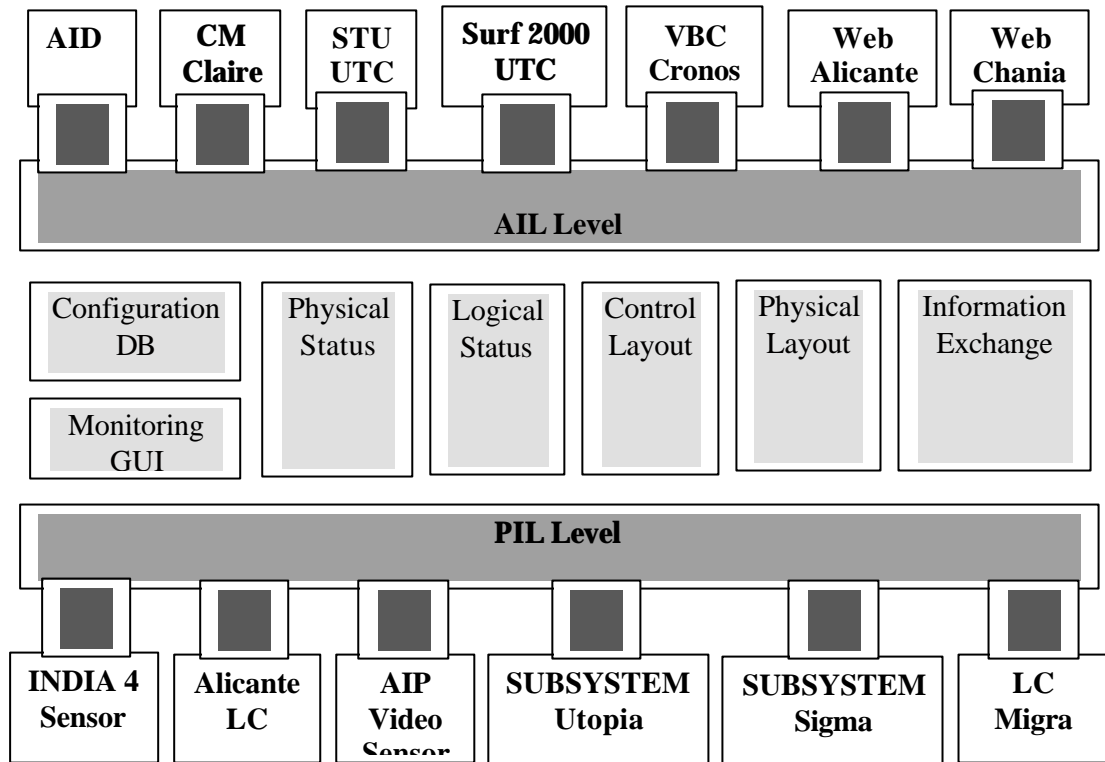 AID
CM
Claire
STU
UTC
Surf 2000
UTC
VBC
Cronos
Web
Alicante
Web
Chania
AIL Level
Configuration
DB
Physical
Status
Logical
Status
Control
Layout
Physical
Layout
Information
Exchange
Monitoring
GUI
PIL Level
INDIA 4
Sensor
Alicante
LC
AIP
Video
Sensor
SUBSYSTEM
Utopia
SUBSYSTEM
Sigma
LC
Migra